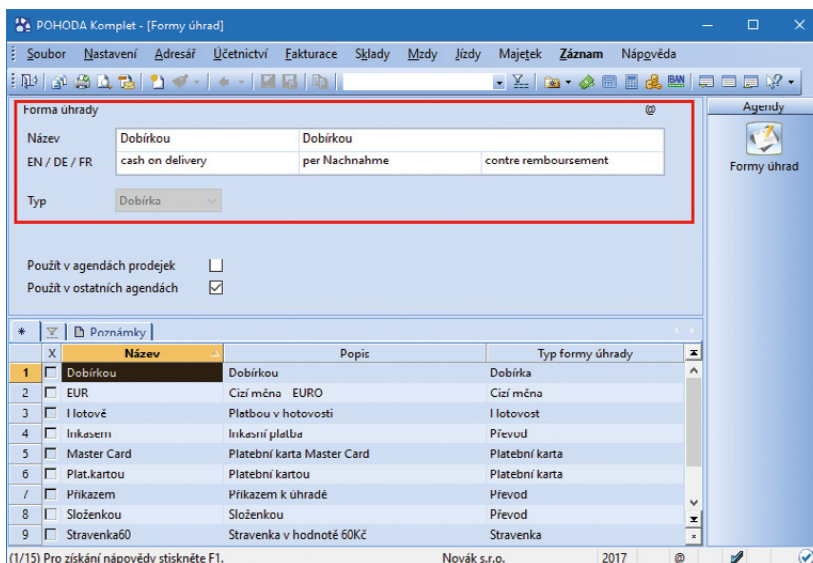 POHODA Komplet - [Formy úhrad]
Soubor Nastavení Adresář Účetnictví Fakturace Sklady Mzdy Jízdy Majetek Záznam Nápověda
IBAN
Forma úhrady @
Agendy
Název Dobírkou Dobírkou
EN / DE / FR cash on delivery per Nachnahme contre remboursement
Formy úhrad
Typ Dobírka
Použít v agendách prodejek
Použít v ostatních agendách
* Poznámky
X Název Popis Typ formy úhrady
1 Dobírkou Dobírkou Dobírka
2 EUR Cizí měna EURO Cizí měna
3 Hotově Platbou v hotovosti Hotovost
4 Inkasem Inkasní platba Převod
5 Master Card Platební karta Master Card Platební karta
6 Plat.kartou Platební kartou Platební karta
7 Příkazem Příkazem k úhradě Převod
8 Složenkou Složenkou Převod
9 Stravenka60 Stravenka v hodnotě 60Kč Stravenka
(1/15) Pro získání nápovědy stiskněte F1. Novák s.r.o. 2017 @